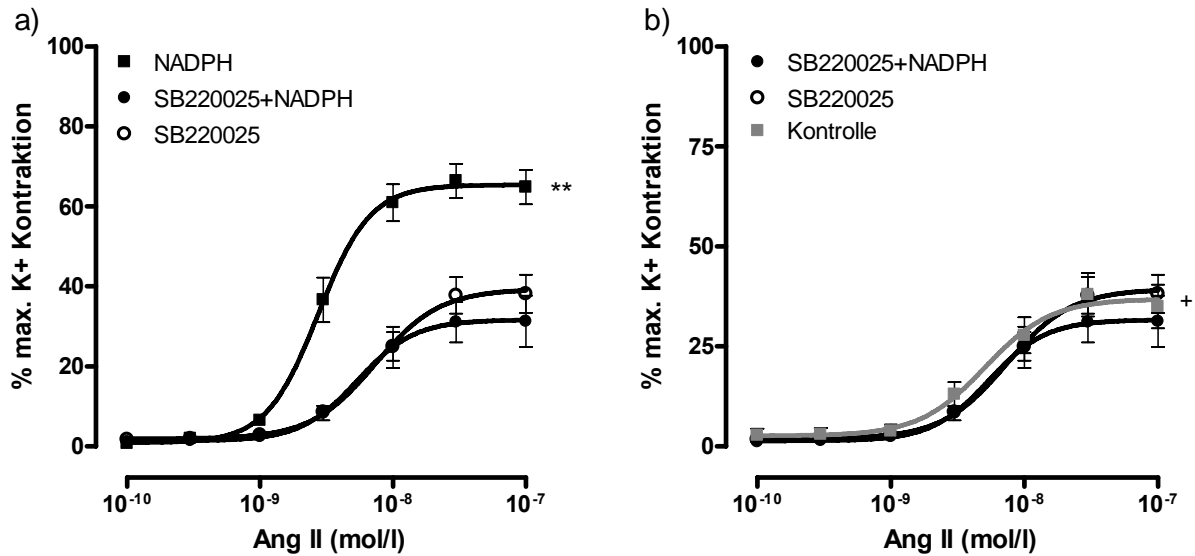 a)
% max. K+ Kontraktion
100
80
60
40
20
0
NADPH
SB220025+NADPH
SB220025
**
10-10
10-9
10-8
10-7
Ang II (mol/l)
b)
% max. K+ Kontraktion
100
75
50
25
0
SB220025+NADPH
SB220025
Kontrolle
+
10-10
10-9
10-8
10-7
Ang II (mol/l)